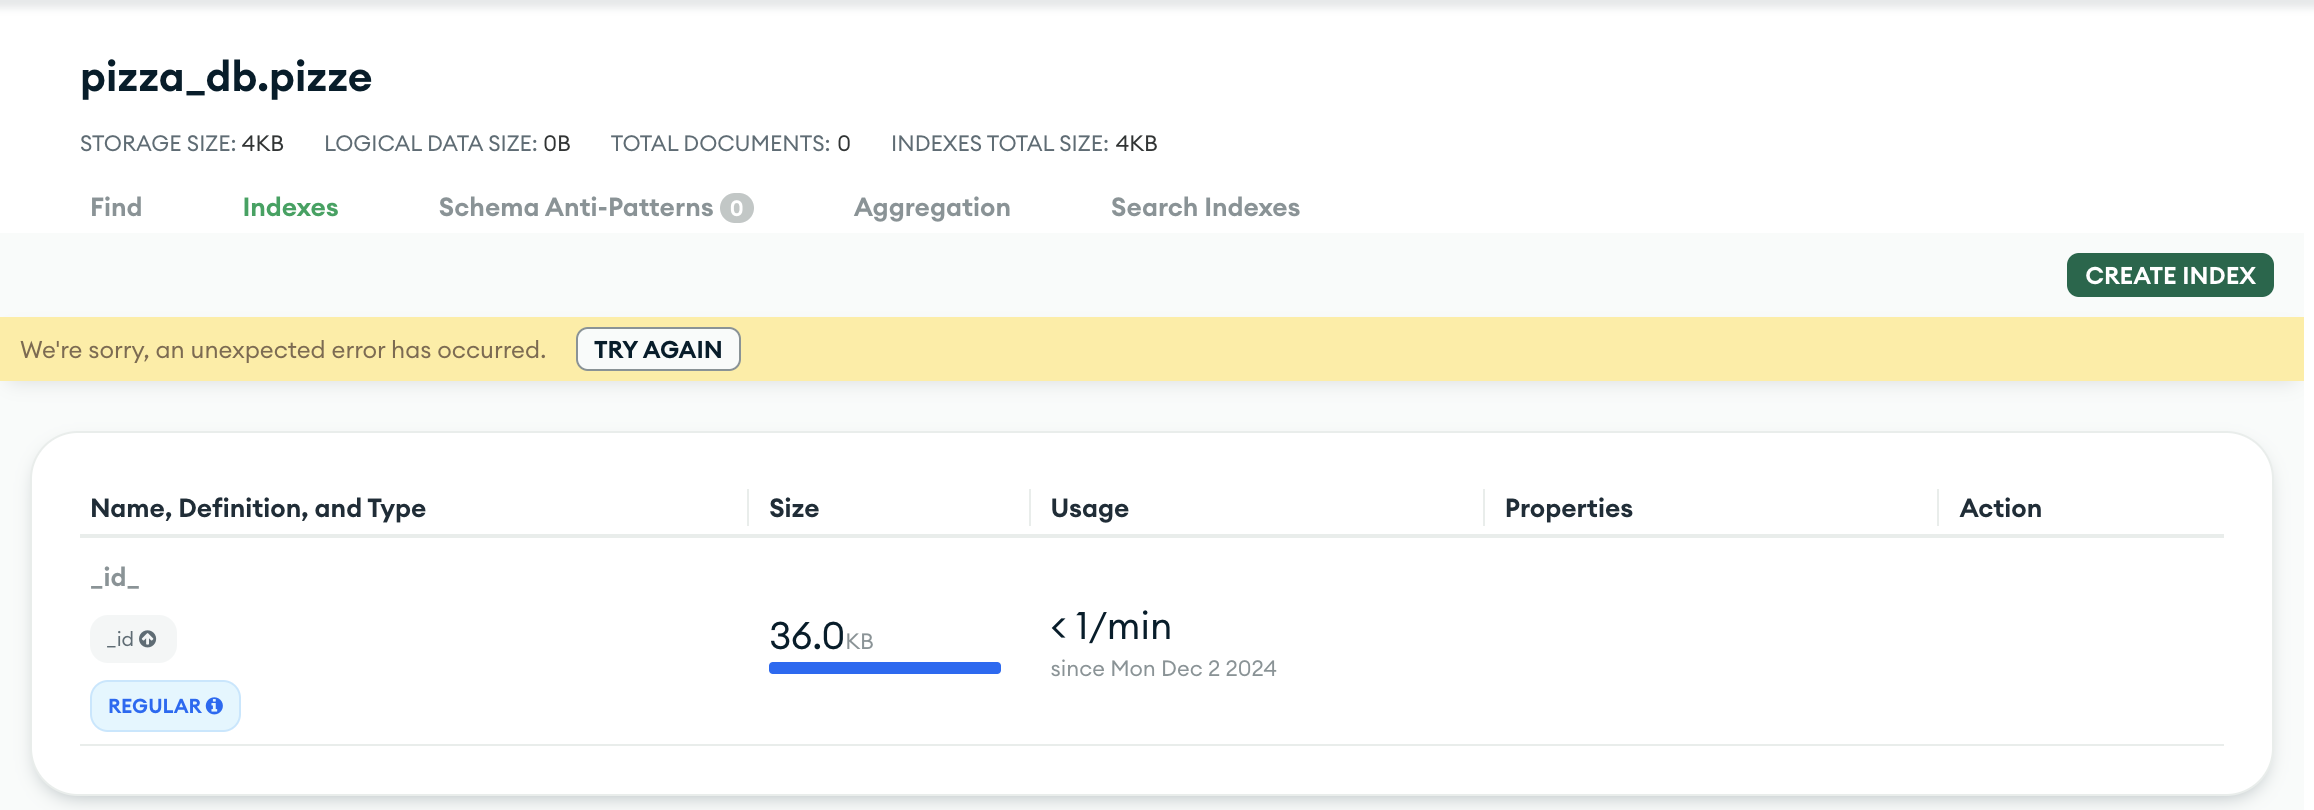 pizza_db.pizze
STORAGE SIZE: 4KB LOGICAL DATA SIZE: 0B TOTAL DOCUMENTS: 0 INDEXES TOTAL SIZE: 4KB
Find Indexes Schema Anti-Patterns 0 Aggregation Search Indexes
CREATE INDEX
We're sorry, an unexpected error has occurred. TRY AGAIN
Name, Definition, and Type Size Usage Properties Action
_id_
_id
REGULAR
36.0KB
< 1/min
since Mon Dec 2 2024